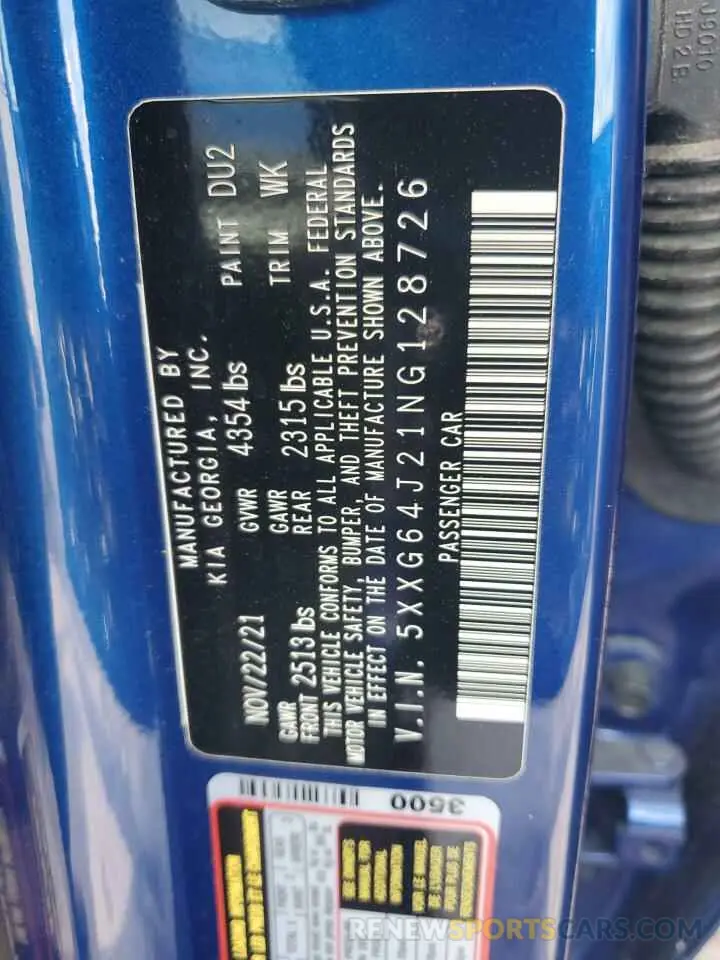 MANUFACTURED BY
KIA GEORGIA, INC.
NOV/22/21 GVWR 4354 lbs PAINT DU2
GAWR FRONT 2513 lbs GAWR REAR 2315 lbs TRIM WK
THIS VEHICLE CONFORMS TO ALL APPLICABLE U.S.A. FEDERAL
MOTOR VEHICLE SAFETY, BUMPER, AND THEFT PREVENTION STANDARDS
IN EFFECT ON THE DATE OF MANUFACTURE SHOWN ABOVE.
V.I.N. 5XXG64J21NG128726
PASSENGER CAR
3500
J9010
HD2B
RENEWSPORTSCARS.COM